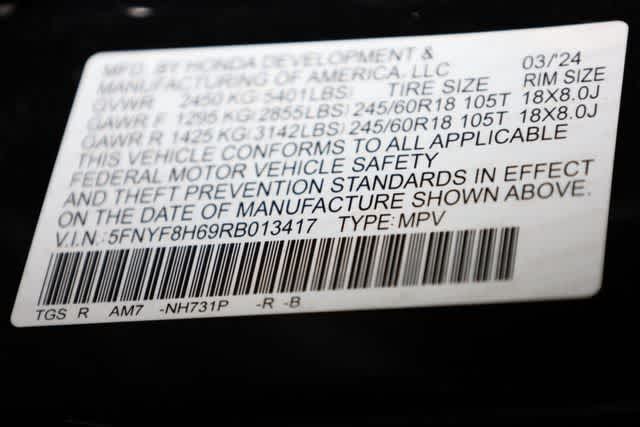 MFD. BY HONDA DEVELOPMENT &
MANUFACTURING OF AMERICA, LLC 03/'24
GVWR 2450 KG(5401LBS) TIRE SIZE RIM SIZE
GAWR F 1295 KG(2855LBS) 245/60R18 105T 18X8.0J
GAWR R 1425 KG(3142LBS) 245/60R18 105T 18X8.0J
THIS VEHICLE CONFORMS TO ALL APPLICABLE
FEDERAL MOTOR VEHICLE SAFETY
AND THEFT PREVENTION STANDARDS IN EFFECT
ON THE DATE OF MANUFACTURE SHOWN ABOVE.
V.I.N.:5FNYF8H69RB013417 TYPE:MPV
TGS R AM7 -NH731P -R -B